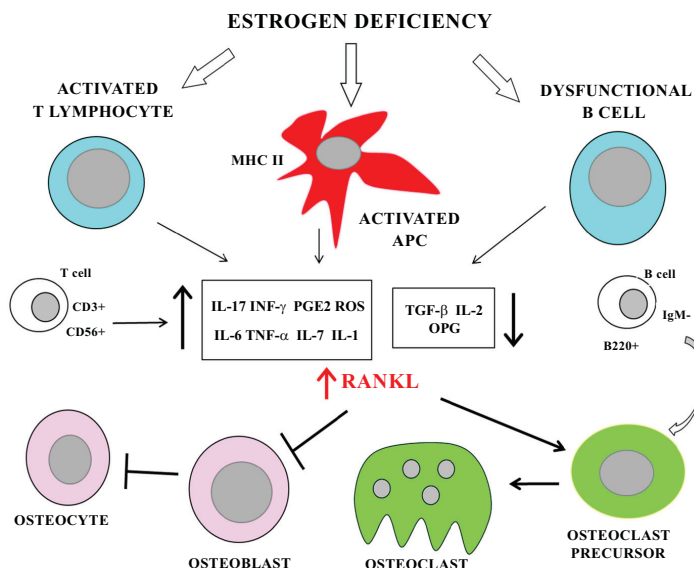 ESTROGEN DEFICIENCY
ACTIVATED
T LYMPHOCYTE
DYSFUNCTIONAL
B CELL
MHC II
ACTIVATED
APC
T cell
CD3+
CD56+
IL-17 INF-γ PGE2 ROS
IL-6 TNF-α IL-7 IL-1
TGF-β IL-2
OPG
B cell
IgM-
B220+
RANKL
OSTEOCYTE
OSTEOBLAST
OSTEOCLAST
OSTEOCLAST
PRECURSOR